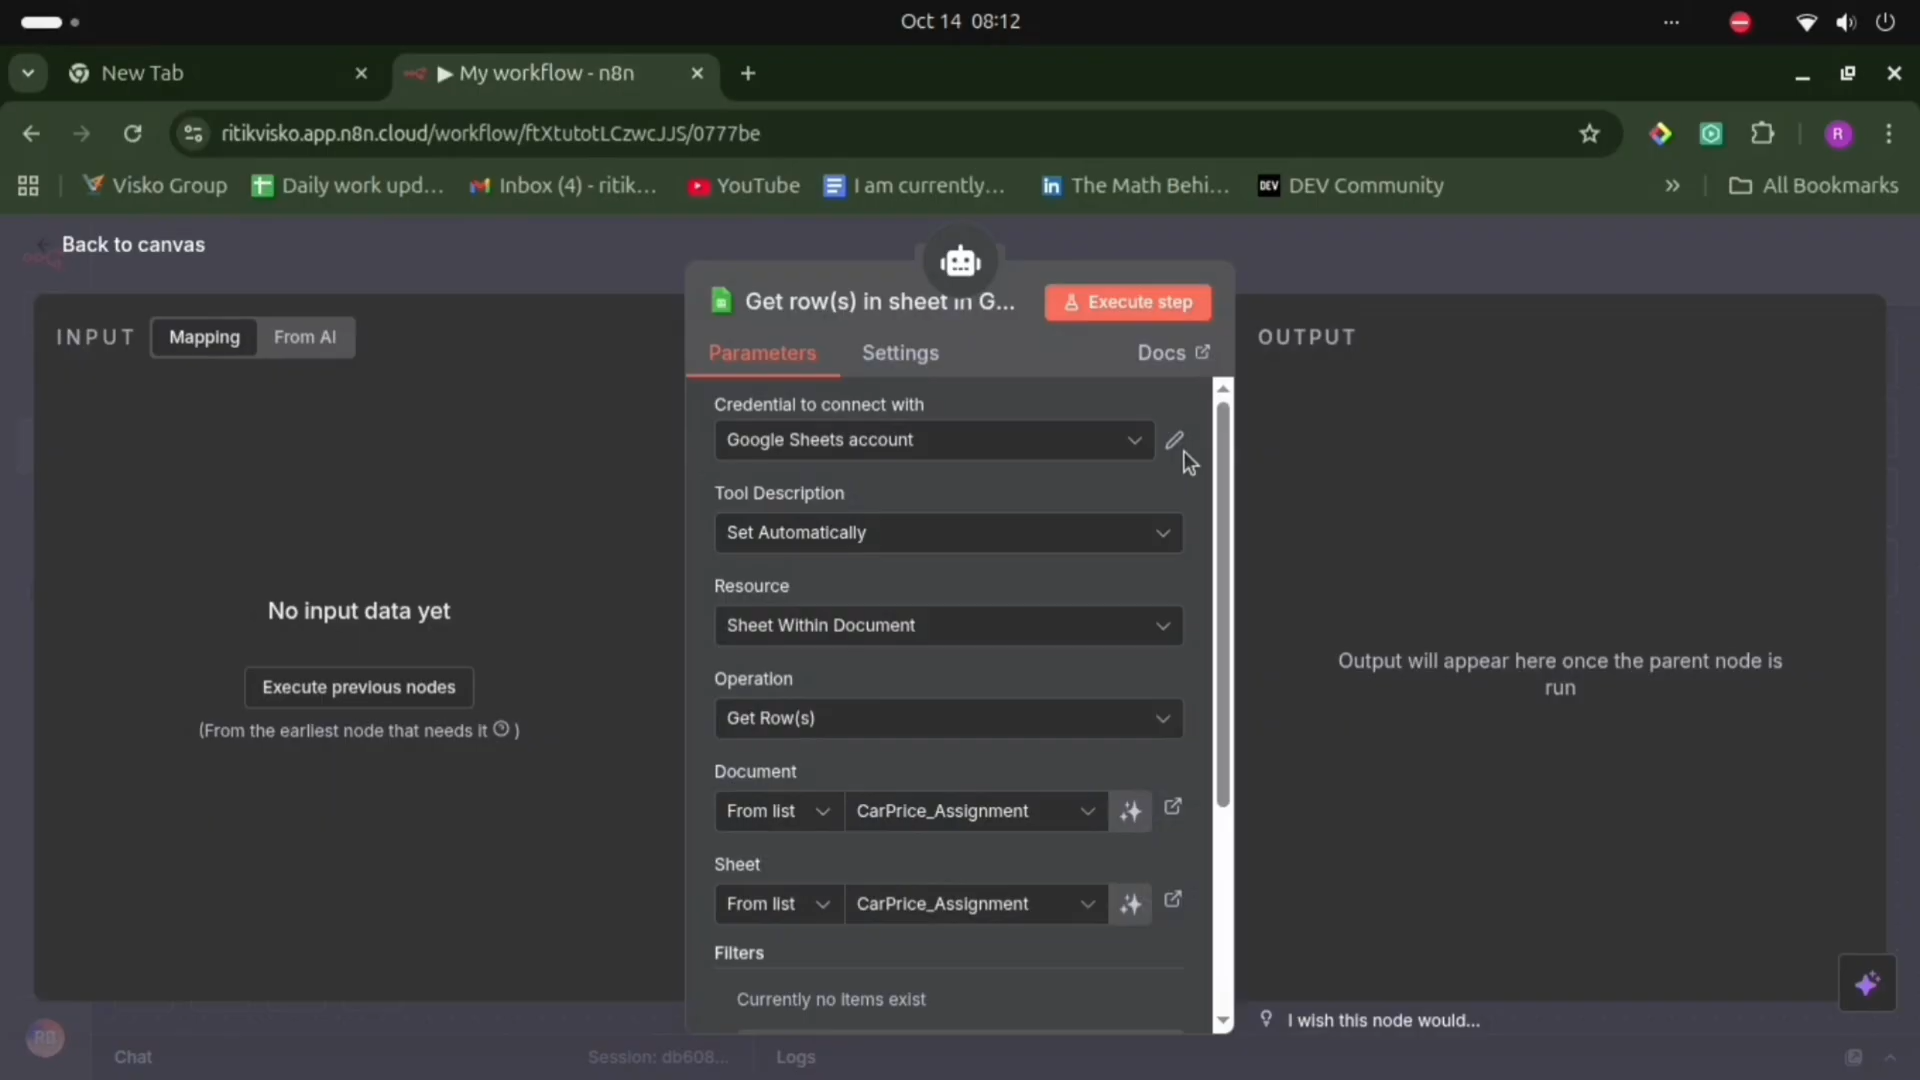 Oct 14 08:12
New Tab
▶ My workflow - n8n
ritikvisko.app.n8n.cloud/workflow/ftXtutotLCzwcJJS/0777be
R
Visko Group
Daily work upd...
Inbox (4) - ritik...
YouTube
I am currently...
in
The Math Behi...
DEV
DEV Community
All Bookmarks
Back to canvas
INPUT
Mapping
From AI
Get row(s) in sheet in G...
Execute step
Parameters
Settings
Docs
OUTPUT
Credential to connect with
Google Sheets account
Tool Description
Set Automatically
Resource
Sheet Within Document
Operation
Get Row(s)
Document
From list
CarPrice_Assignment
Sheet
From list
CarPrice_Assignment
Filters
Currently no items exist
No input data yet
Execute previous nodes
(From the earliest node that needs it ? )
Output will appear here once the parent node is
run
I wish this node would...
RB
Chat
Session: db608...
Logs